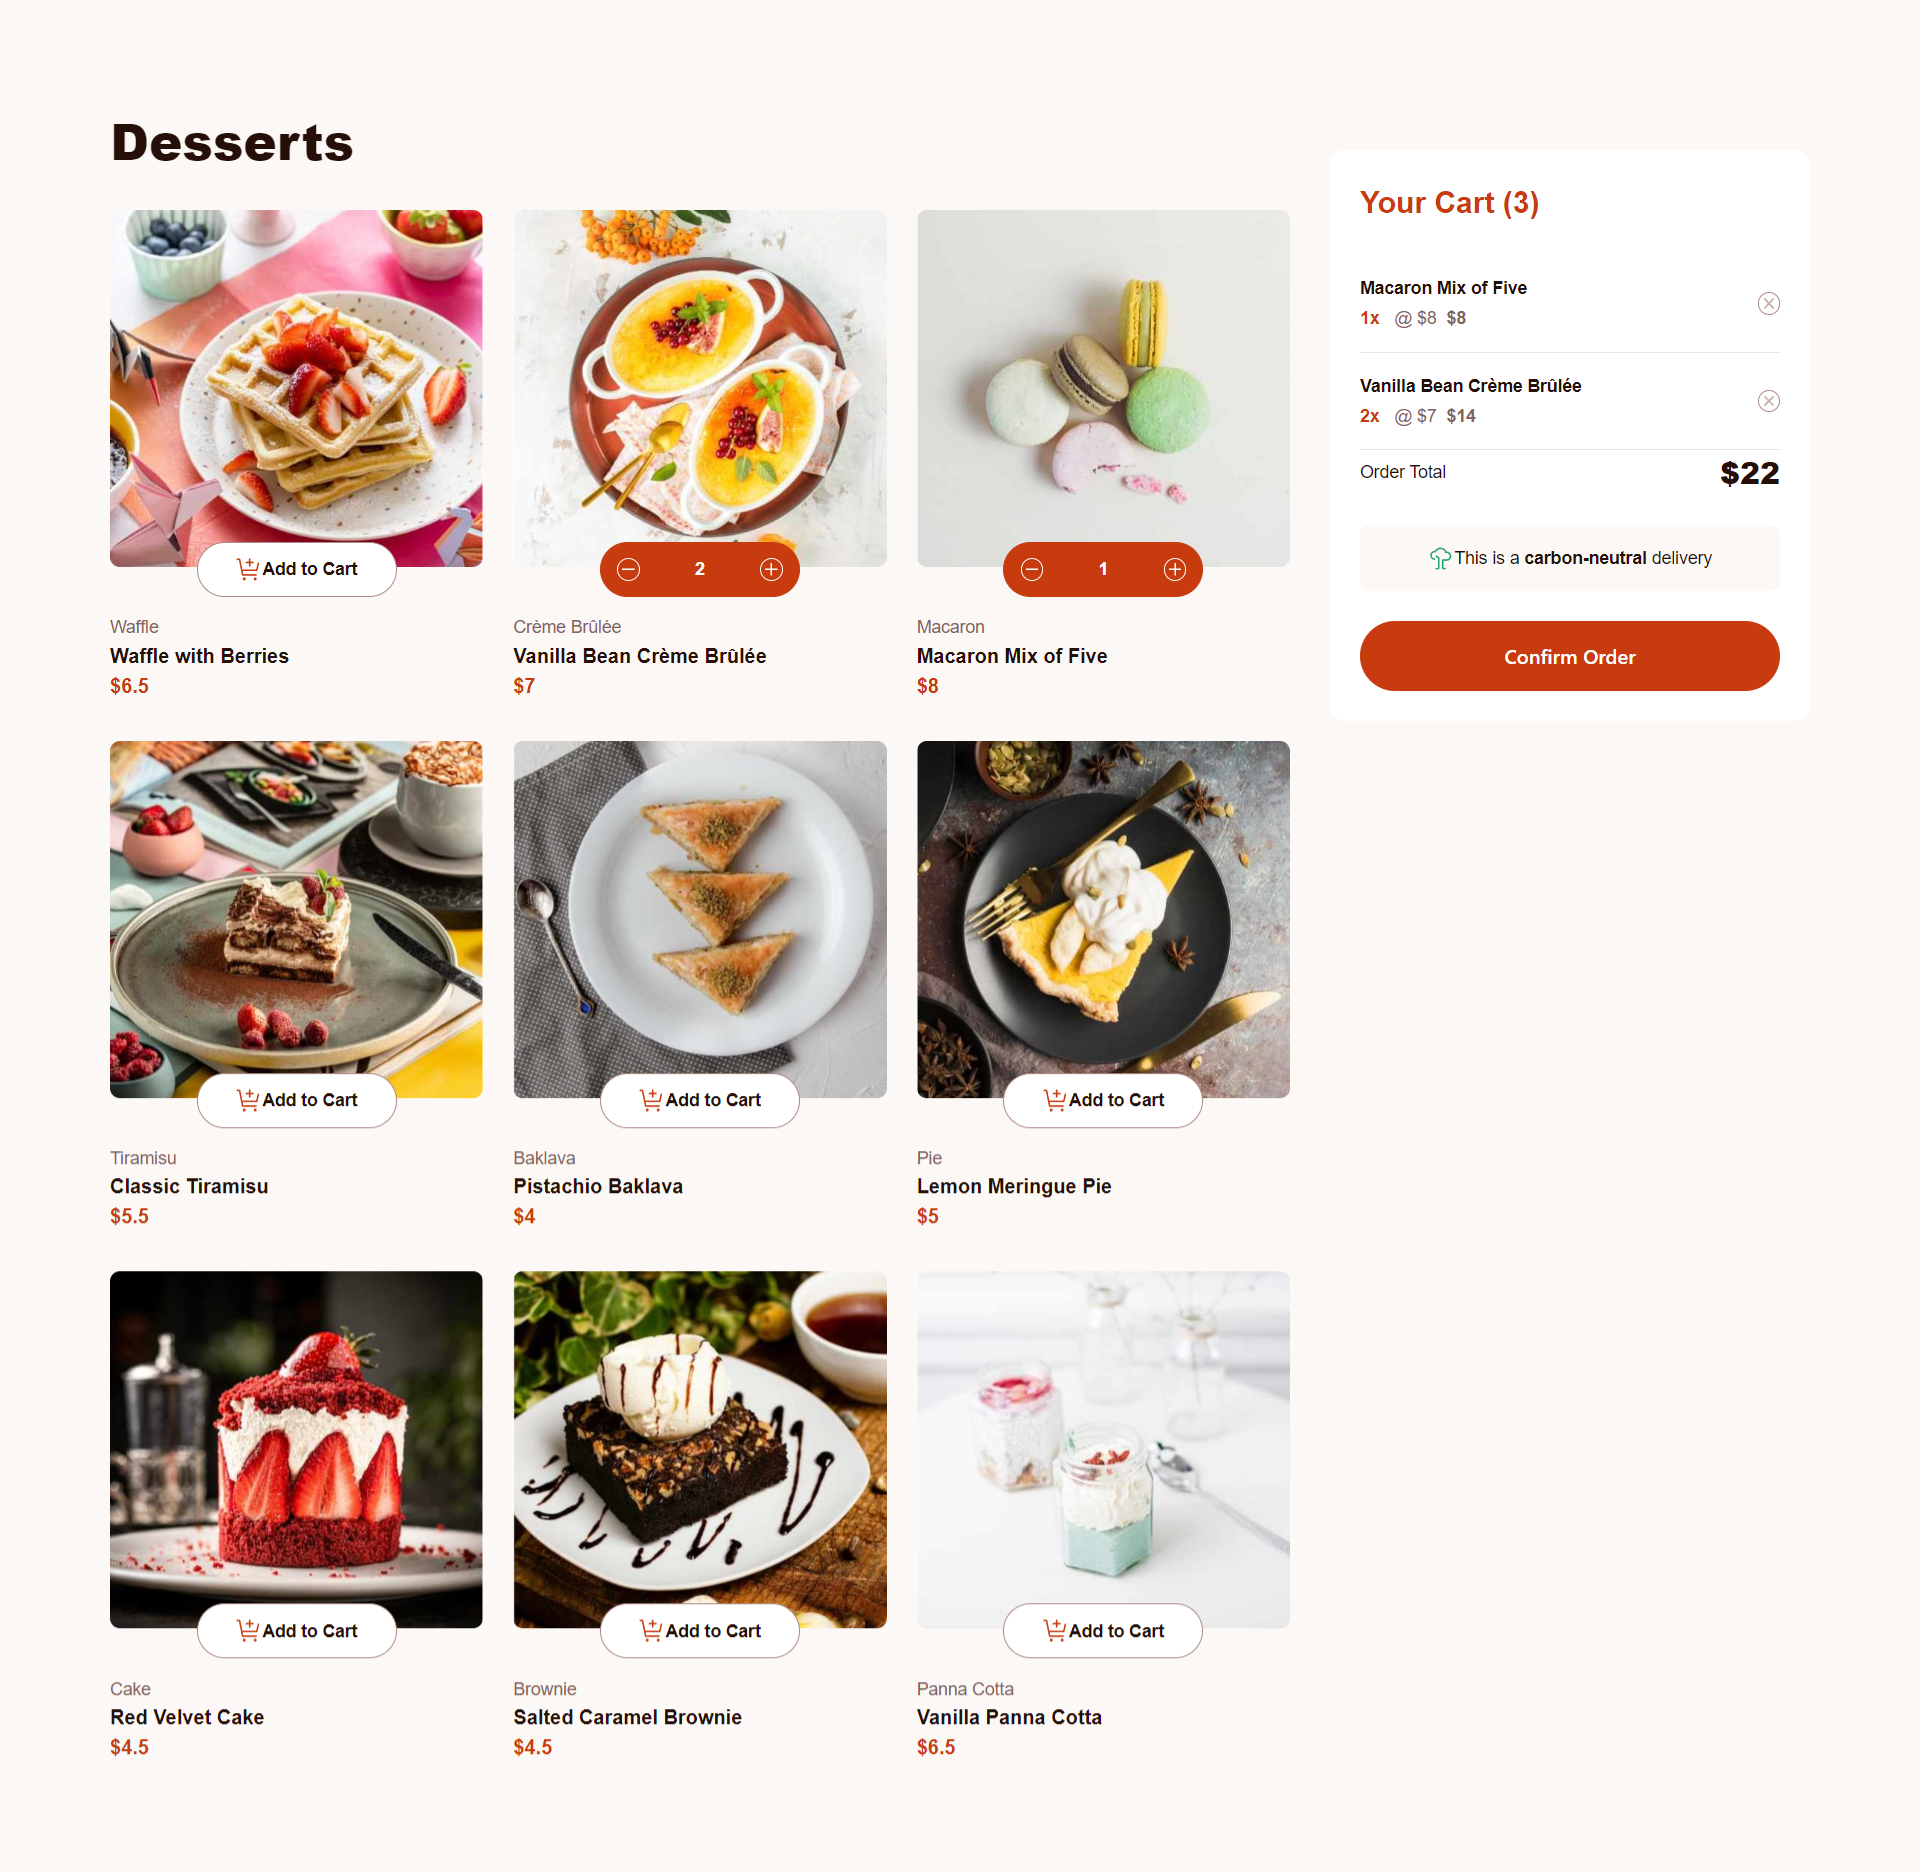 Desserts
Add to Cart
Waffle
Waffle with Berries
$6.5
2
Crème Brûlée
Vanilla Bean Crème Brûlée
$7
1
Macaron
Macaron Mix of Five
$8
Add to Cart
Tiramisu
Classic Tiramisu
$5.5
Add to Cart
Baklava
Pistachio Baklava
$4
Add to Cart
Pie
Lemon Meringue Pie
$5
Add to Cart
Cake
Red Velvet Cake
$4.5
Add to Cart
Brownie
Salted Caramel Brownie
$4.5
Add to Cart
Panna Cotta
Vanilla Panna Cotta
$6.5
Your Cart (3)
Macaron Mix of Five
1x @ $8 $8
Vanilla Bean Crème Brûlée
2x @ $7 $14
Order Total $22
This is a carbon-neutral delivery
Confirm Order